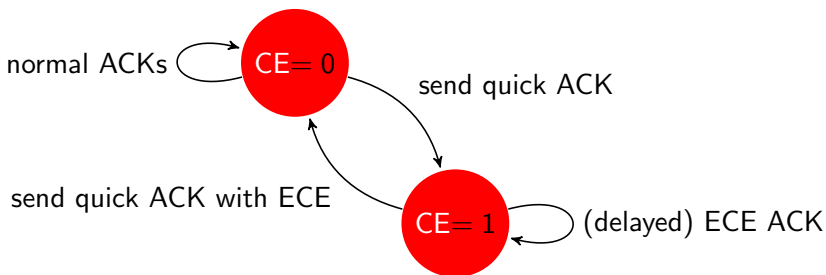 CE= 0
normal ACKs
send quick ACK
send quick ACK with ECE
CE= 1
(delayed) ECE ACK